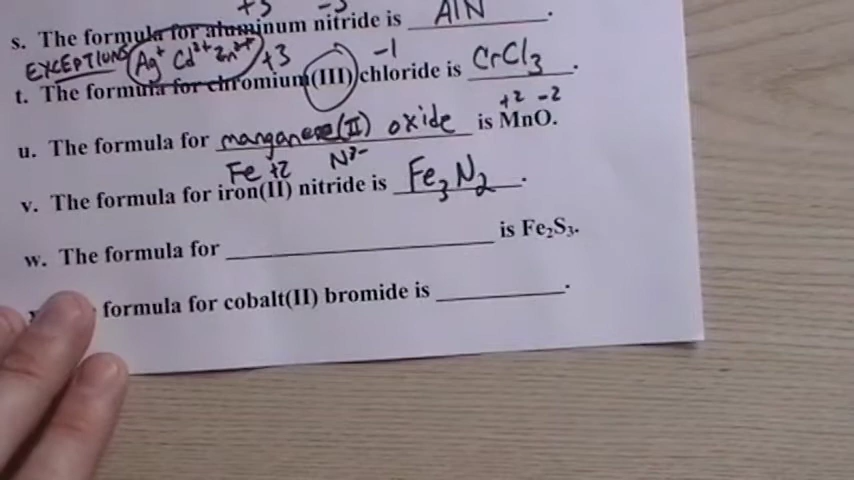 +3 -3
s. The formula for aluminum nitride is AlN.
EXCEPTIONS Ag⁺ Cd²⁺ Zn²⁺ +3 -1
t. The formula for chromium(III) chloride is CrCl₃.
+2 -2
u. The formula for manganese(II) oxide is MnO.
Fe +2 N³⁻
v. The formula for iron(II) nitride is Fe₃N₂.
w. The formula for ____ is Fe₂S₃.
formula for cobalt(II) bromide is ____.